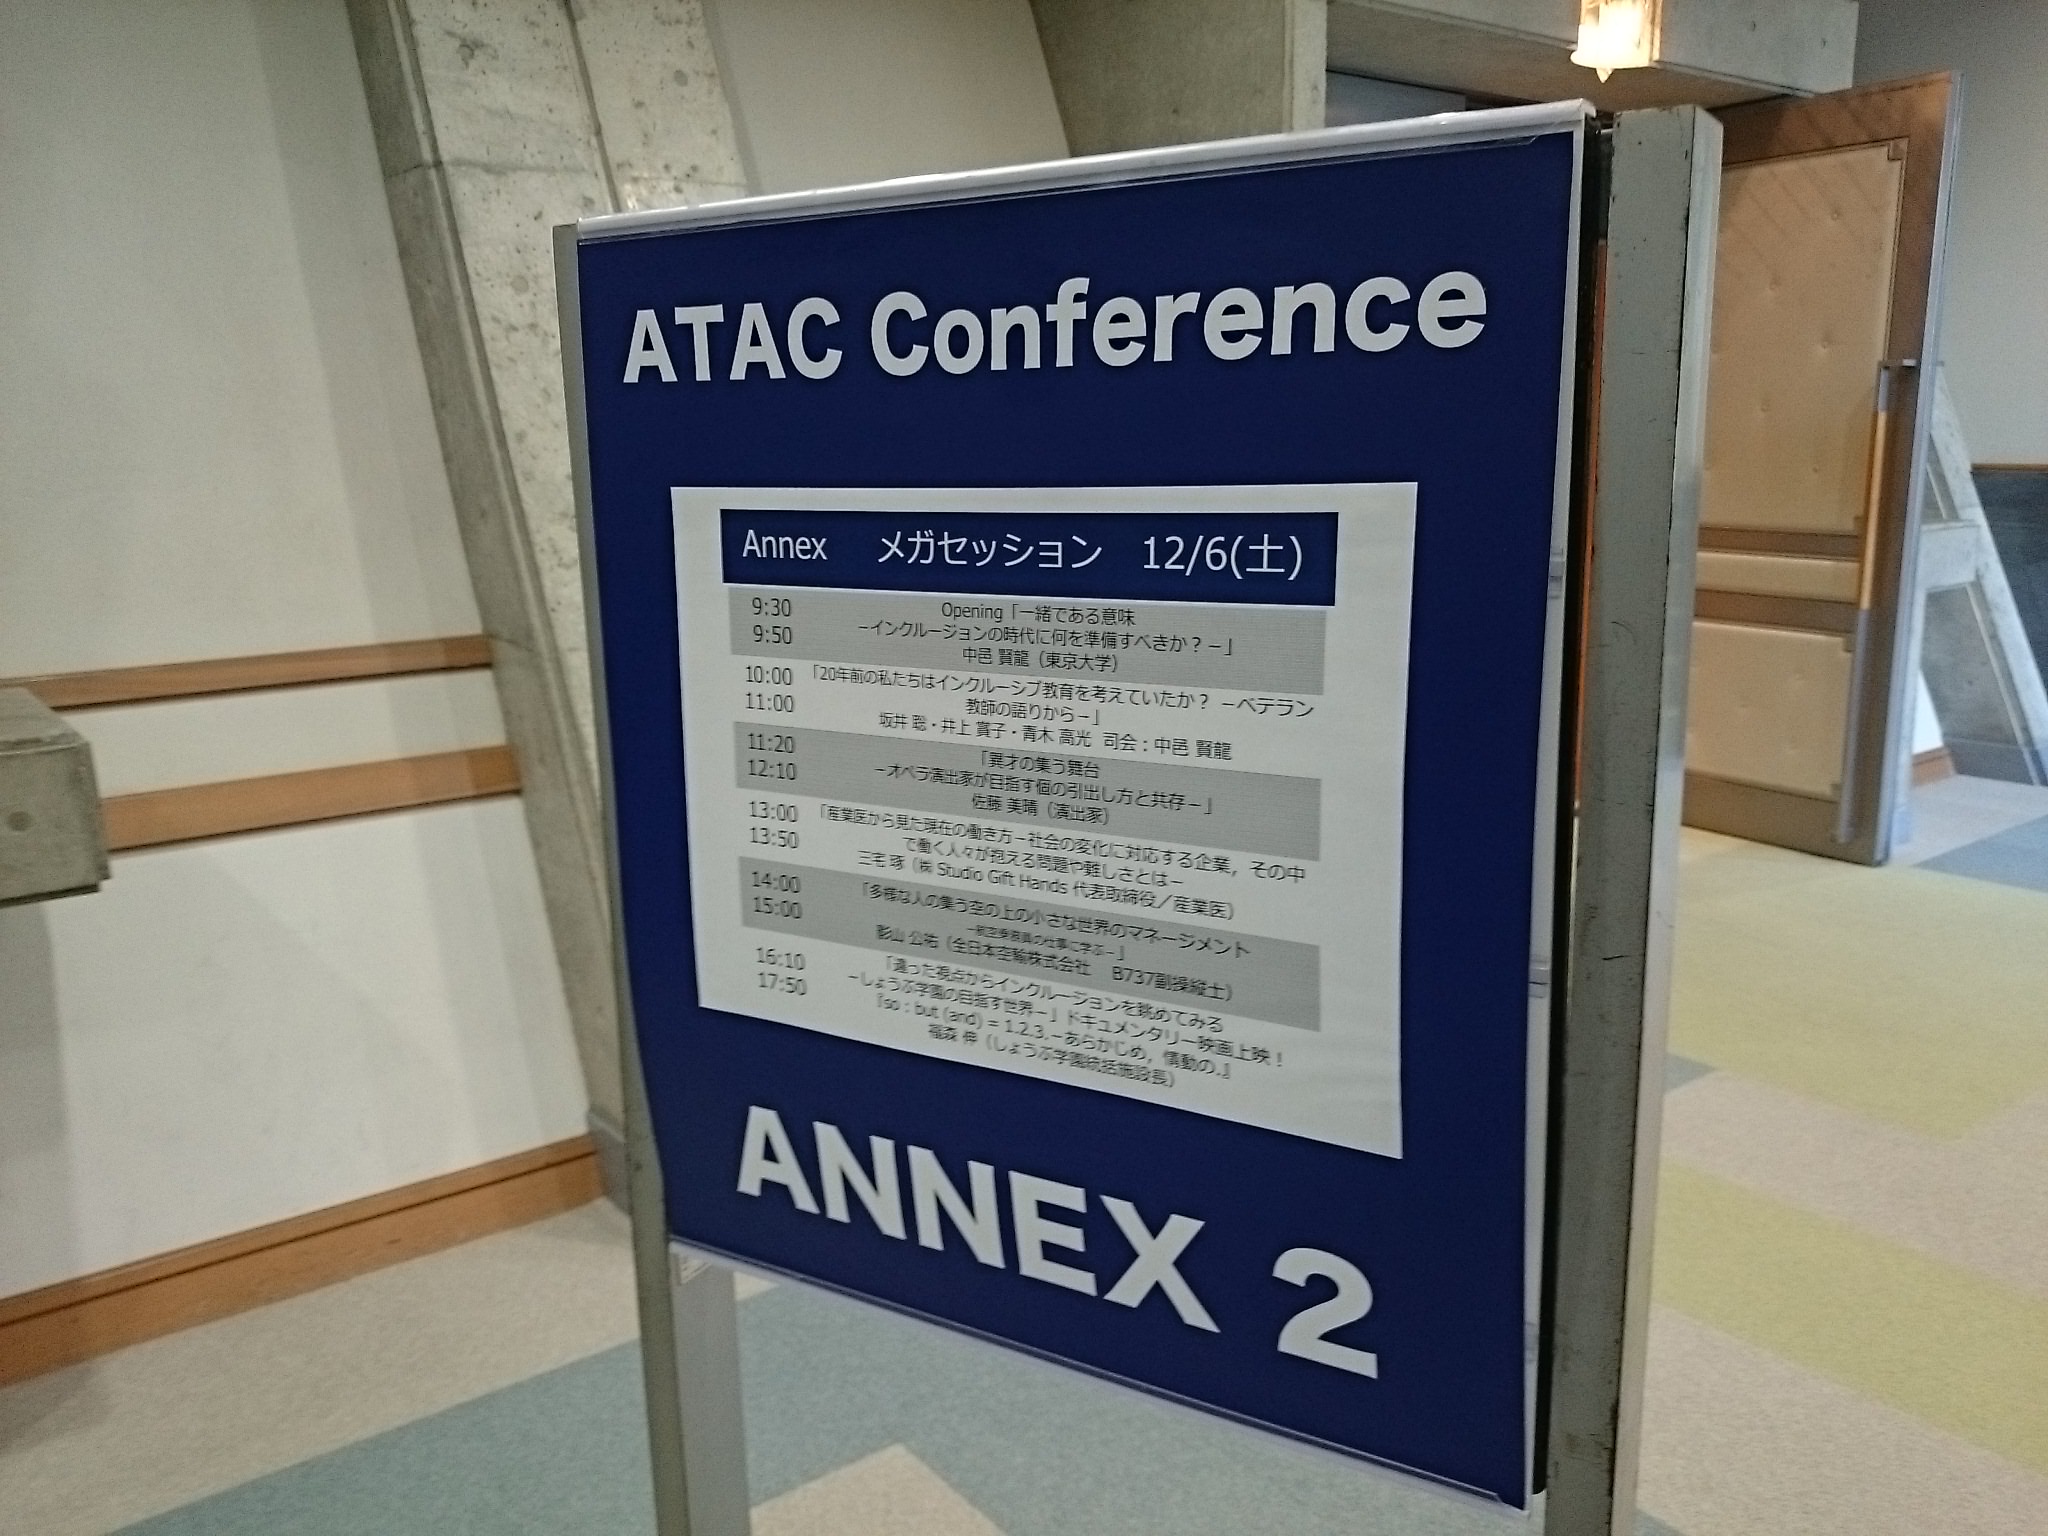 ATAC Conference
Annex メガセッション 12/6(土)
9:30
9:50
Opening「一緒である意味
－インクルージョンの時代に何を準備すべきか？－」
中邑 賢龍（東京大学）
10:00
11:00
「20年前の私たちはインクルーシブ教育を考えていたか？ －ベテラン
教師の語りから－」
坂井 聡・井上 賞子・青木 高光 司会：中邑 賢龍
11:20
12:10
「異才の集う舞台
－オペラ演出家が目指す個の引出し方と共存－」
佐藤 美晴（演出家）
13:00
13:50
「産業医から見た現在の働き方－社会の変化に対応する企業，その中
で働く人々が抱える問題や難しさとは－
三宅 琢（㈱ Studio Gift Hands 代表取締役／産業医）
14:00
15:00
「多様な人の集う空の上の小さな世界のマネージメント
－航空乗務員の仕事に学ぶ－」
影山 公祐（全日本空輸株式会社 B737副操縦士）
16:10
17:50
「違った視点からインクルージョンを眺めてみる
－しょうぶ学園の目指す世界－」ドキュメンタリー映画上映！
『so : but (and) = 1.2.3.－あらかじめ，情動の.』
福森 伸（しょうぶ学園統括施設長）
ANNEX 2